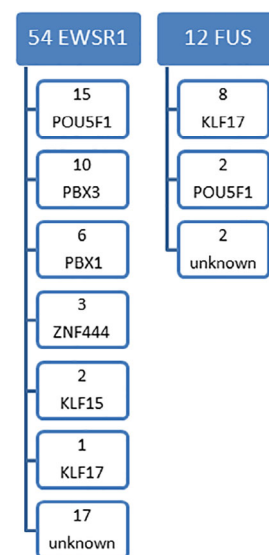 54 EWSR1
15
POU5F1
10
PBX3
6
PBX1
3
ZNF444
2
KLF15
1
KLF17
17
unknown
12 FUS
8
KLF17
2
POU5F1
2
unknown